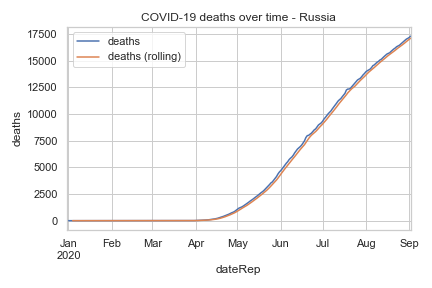 COVID-19 deaths over time - Russia
deaths
deaths (rolling)
17500
15000
12500
10000
7500
5000
2500
0
deaths
Jan Feb Mar Apr May Jun Jul Aug Sep
2020
dateRep